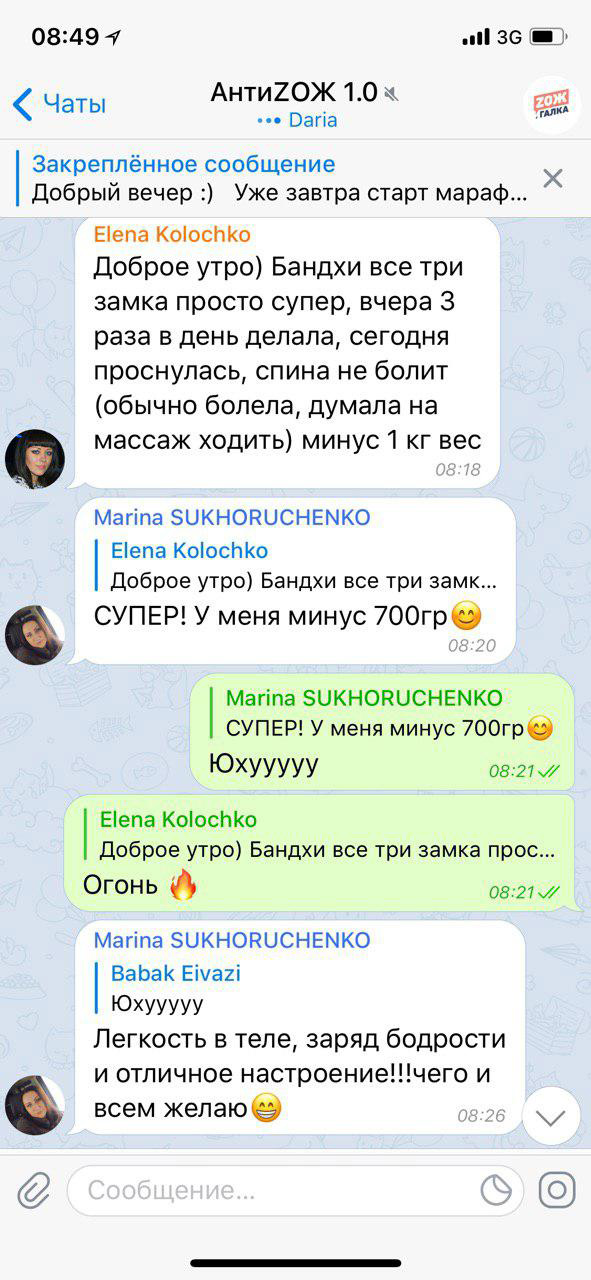 08:49
3G
Чаты
АнтиZОЖ 1.0
••• Daria
ZОЖ
ГАЛКА
Закреплённое сообщение
Добрый вечер :) Уже завтра старт мараф...
Elena Kolochko
Доброе утро) Бандхи все три
замка просто супер, вчера 3
раза в день делала, сегодня
проснулась, спина не болит
(обычно болела, думала на
массаж ходить) минус 1 кг вес
08:18
Marina SUKHORUCHENKO
Elena Kolochko
Доброе утро) Бандхи все три замк...
СУПЕР! У меня минус 700гр😊
08:20
Marina SUKHORUCHENKO
СУПЕР! У меня минус 700гр😊
Юхууууу
08:21
Elena Kolochko
Доброе утро) Бандхи все три замка прос...
Огонь 🔥
08:21
Marina SUKHORUCHENKO
Babak Eivazi
Юхууууу
Легкость в теле, заряд бодрости
и отличное настроение!!!чего и
всем желаю😁
08:26
Сообщение...